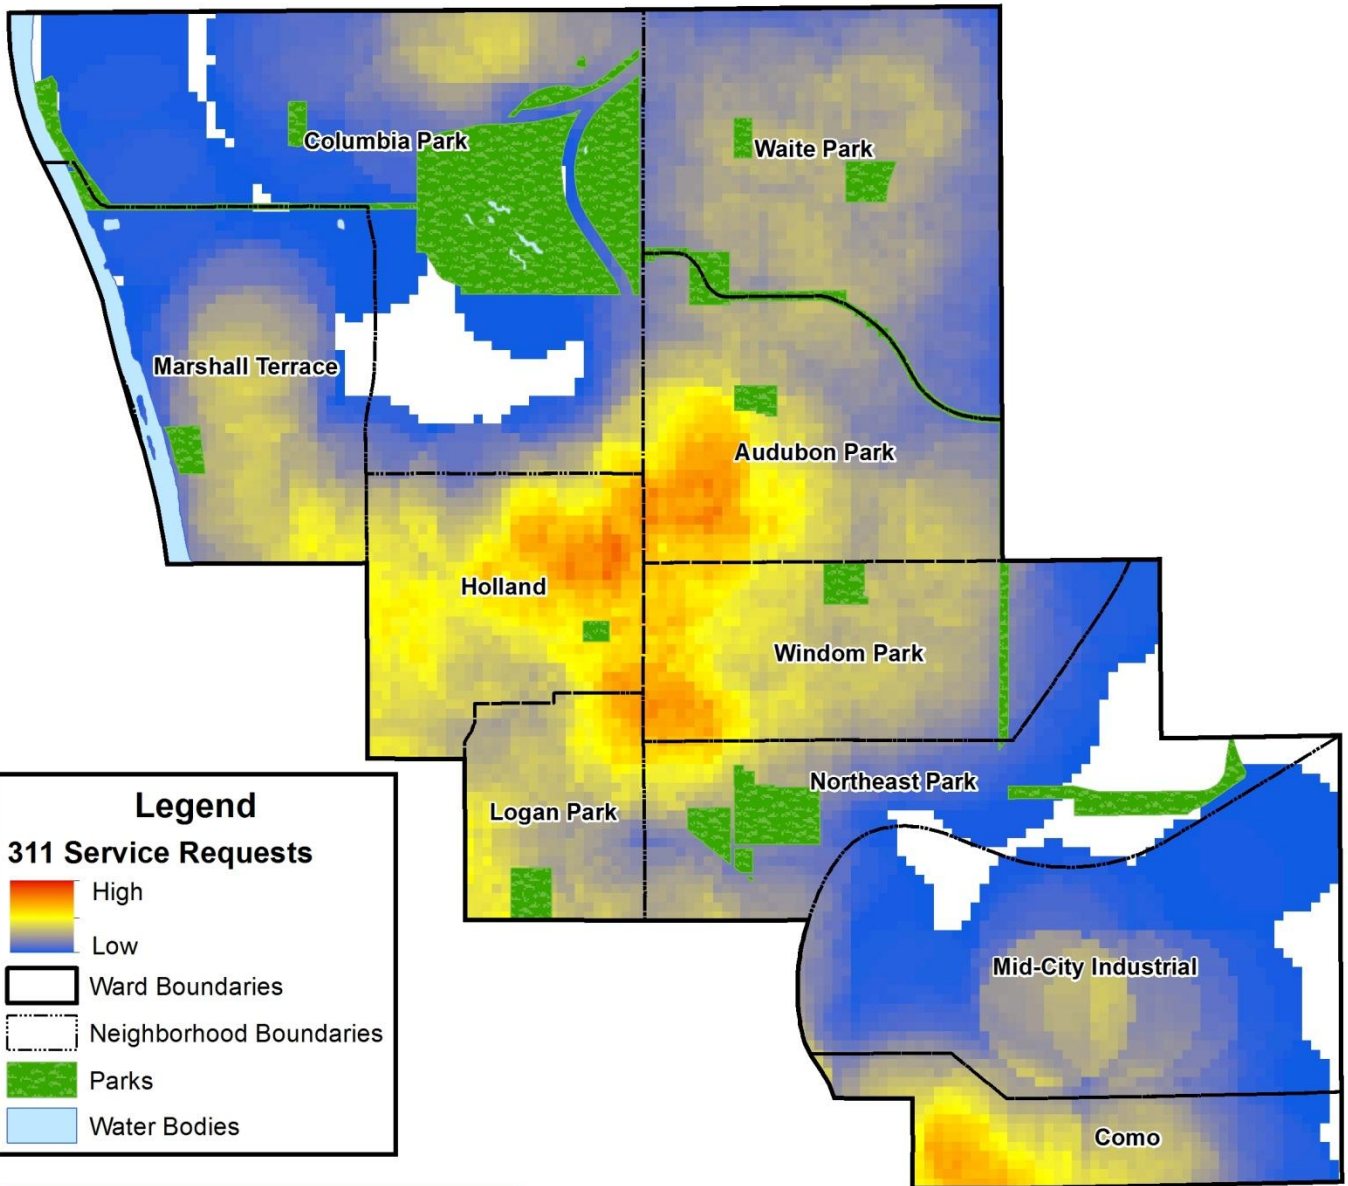 Columbia Park
Waite Park
Marshall Terrace
Audubon Park
Holland
Windom Park
Northeast Park
Logan Park
Mid-City Industrial
Como
Legend
311 Service Requests
High
Low
Ward Boundaries
Neighborhood Boundaries
Parks
Water Bodies